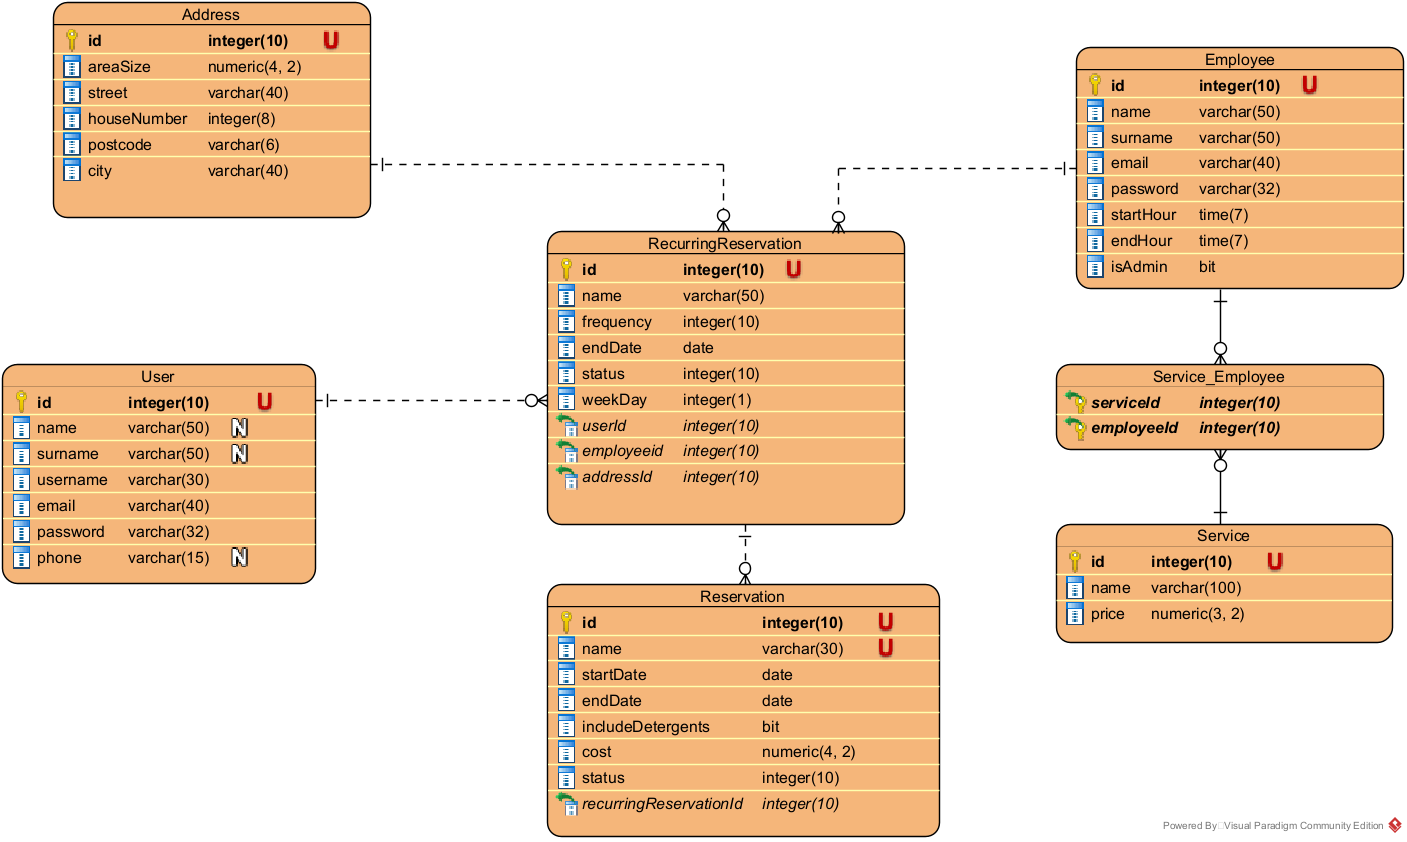 Address
id integer(10) U
areaSize numeric(4, 2)
street varchar(40)
houseNumber integer(8)
postcode varchar(6)
city varchar(40)
Employee
id integer(10) U
name varchar(50)
surname varchar(50)
email varchar(40)
password varchar(32)
startHour time(7)
endHour time(7)
isAdmin bit
RecurringReservation
id integer(10) U
name varchar(50)
frequency integer(10)
endDate date
status integer(10)
weekDay integer(1)
userId integer(10)
employeeid integer(10)
addressId integer(10)
User
id integer(10) U
name varchar(50) N
surname varchar(50) N
username varchar(30)
email varchar(40)
password varchar(32)
phone varchar(15) N
Service_Employee
serviceId integer(10)
employeeId integer(10)
Service
id integer(10) U
name varchar(100)
price numeric(3, 2)
Reservation
id integer(10) U
name varchar(30) U
startDate date
endDate date
includeDetergents bit
cost numeric(4, 2)
status integer(10)
recurringReservationId integer(10)
Powered By Visual Paradigm Community Edition